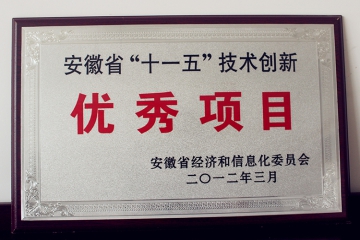 安徽省“十一五”技术创新
优秀项目
安徽省经济和信息化委员会
二〇一二年三月